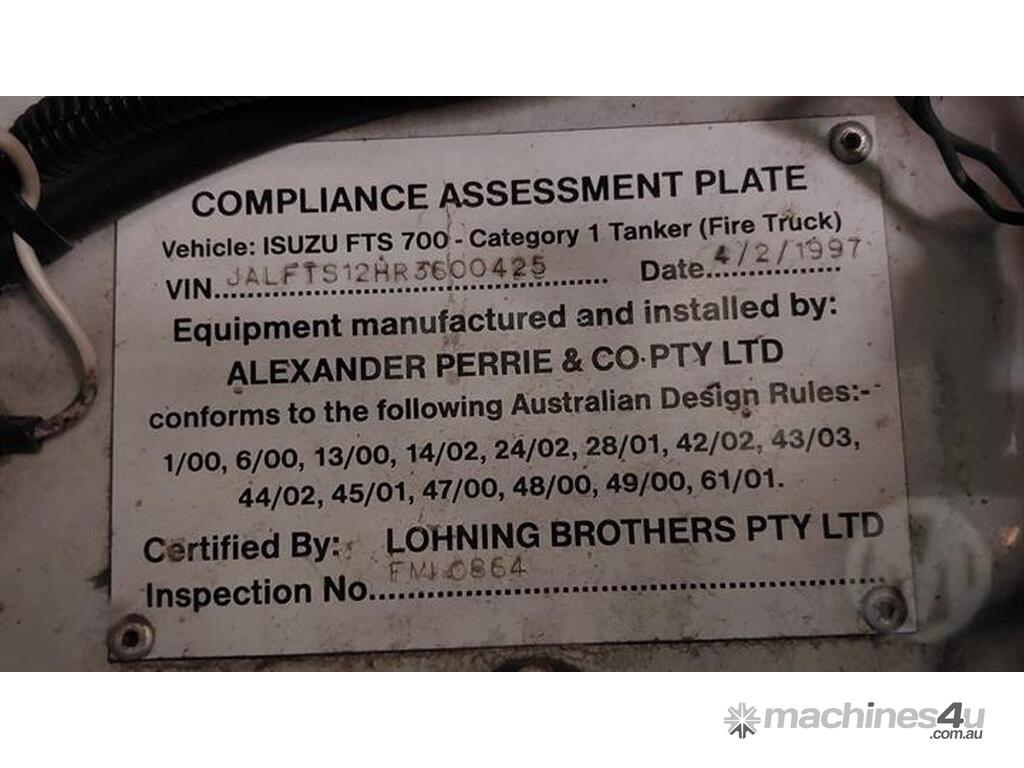 COMPLIANCE ASSESSMENT PLATE
Vehicle: ISUZU FTS 700 - Category 1 Tanker (Fire Truck)
VIN JALFTS12HR3600425 Date 4/2/1997
Equipment manufactured and installed by:
ALEXANDER PERRIE & CO PTY LTD
conforms to the following Australian Design Rules:-
1/00, 6/00, 13/00, 14/02, 24/02, 28/01, 42/02, 43/03,
44/02, 45/01, 47/00, 48/00, 49/00, 61/01.
Certified By: LOHNING BROTHERS PTY LTD
Inspection No.
machines4u
.com.au